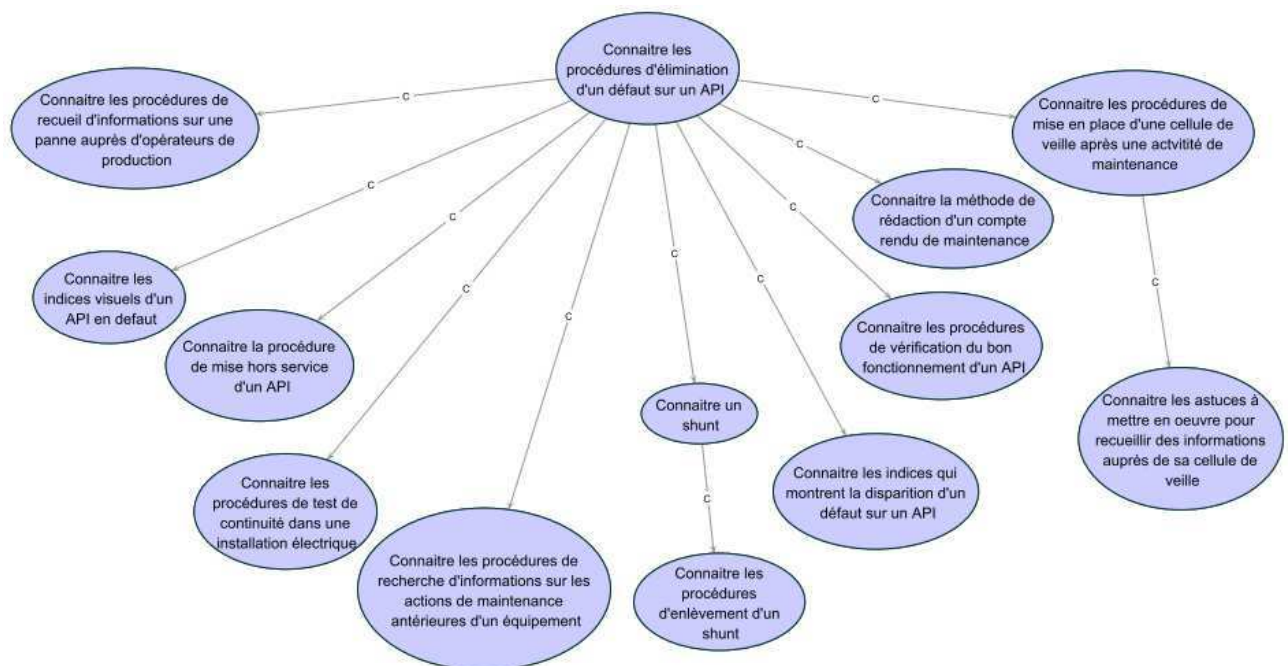 Connaitre les
procédures d'élimination
d'un défaut sur un API
Connaitre les procédures de
recueil d'informations sur une
panne auprès d'opérateurs de
production
c
c
Connaitre les procédures de
mise en place d'une cellule de
veille après une actvitité de
maintenance
c
c
c
c
c
c
c
c
Connaitre la méthode de
rédaction d'un compte
rendu de maintenance
Connaitre les
indices visuels d'un
API en defaut
c
c
Connaitre la procédure
de mise hors service
d'un API
Connaitre les procédures
de vérification du bon
fonctionnement d'un API
Connaitre un
shunt
Connaitre les astuces à
mettre en oeuvre pour
recueillir des informations
auprès de sa cellule de
veille
Connaitre les
procédures de test de
continuité dans une
installation électrique
Connaitre les indices qui
montrent la disparition d'un
défaut sur un API
c
Connaitre les procédures de
recherche d'informations sur les
actions de maintenance
antérieures d'un équipement
Connaitre les
procédures
d'enlèvement d'un
shunt